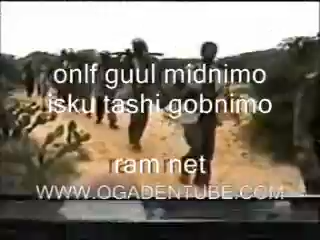 onlf guul midnimo
isku tashi gobnimo
ram net
WWW.OGADENTUBE.COM